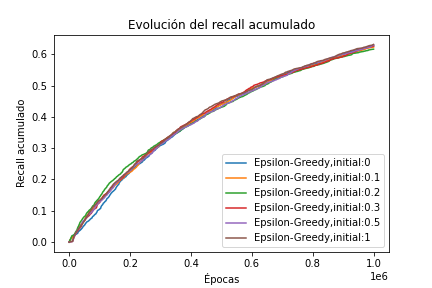 Evolución del recall acumulado
Recall acumulado
0.6
0.5
0.4
0.3
0.2
0.1
0.0
Epsilon-Greedy,initial:0
Epsilon-Greedy,initial:0.1
Epsilon-Greedy,initial:0.2
Epsilon-Greedy,initial:0.3
Epsilon-Greedy,initial:0.5
Epsilon-Greedy,initial:1
0.0 0.2 0.4 0.6 0.8 1.0
1e6
Épocas